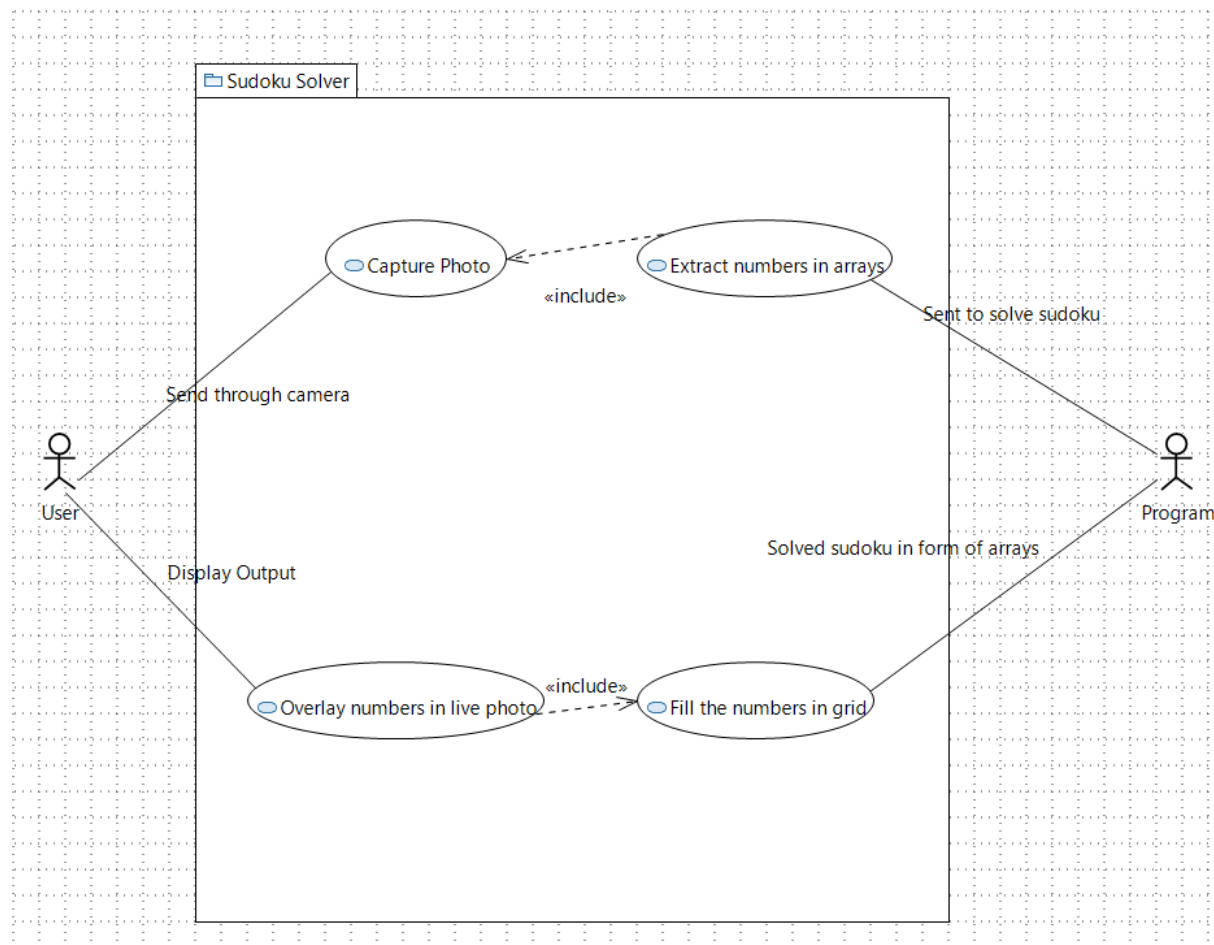 Sudoku Solver
Capture Photo
Extract numbers in arrays
«include»
Sent to solve sudoku
Send through camera
User
Program
Solved sudoku in form of arrays
Display Output
«include»
Overlay numbers in live photo
Fill the numbers in grid